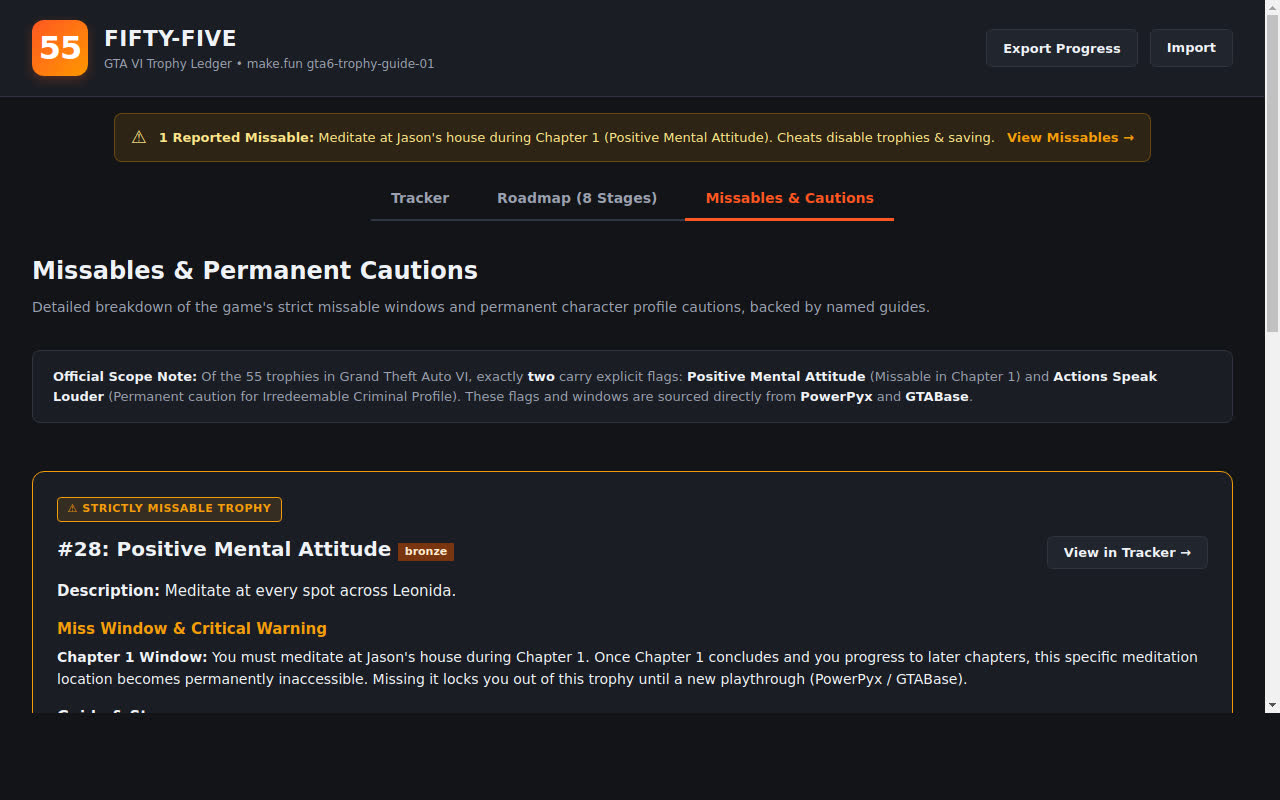 55
FIFTY-FIVE
GTA VI Trophy Ledger • make.fun gta6-trophy-guide-01
Export Progress
Import
⚠ 1 Reported Missable: Meditate at Jason's house during Chapter 1 (Positive Mental Attitude). Cheats disable trophies & saving. View Missables →
Tracker
Roadmap (8 Stages)
Missables & Cautions
Missables & Permanent Cautions
Detailed breakdown of the game's strict missable windows and permanent character profile cautions, backed by named guides.
Official Scope Note: Of the 55 trophies in Grand Theft Auto VI, exactly two carry explicit flags: Positive Mental Attitude (Missable in Chapter 1) and Actions Speak
Louder (Permanent caution for Irredeemable Criminal Profile). These flags and windows are sourced directly from PowerPyx and GTABase.
⚠ STRICTLY MISSABLE TROPHY
#28: Positive Mental Attitude bronze
View in Tracker →
Description: Meditate at every spot across Leonida.
Miss Window & Critical Warning
Chapter 1 Window: You must meditate at Jason's house during Chapter 1. Once Chapter 1 concludes and you progress to later chapters, this specific meditation
location becomes permanently inaccessible. Missing it locks you out of this trophy until a new playthrough (PowerPyx / GTABase).